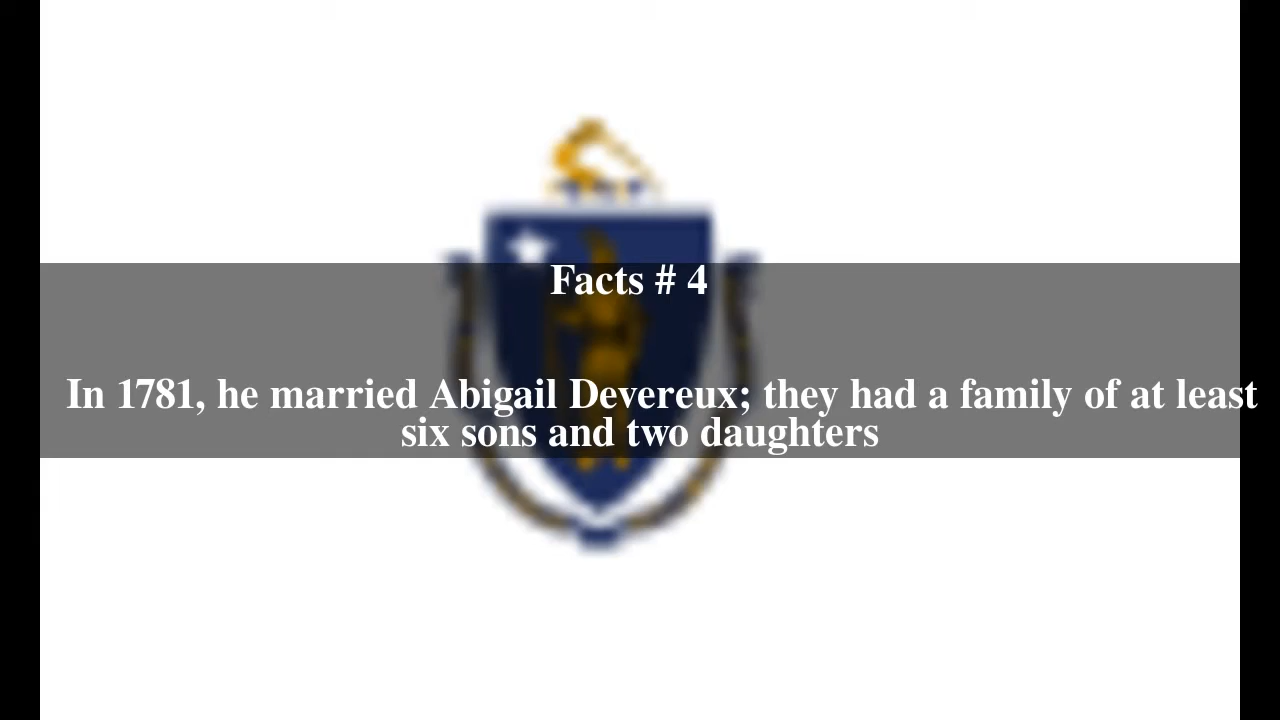 Facts # 4
In 1781, he married Abigail Devereux; they had a family of at least
six sons and two daughters